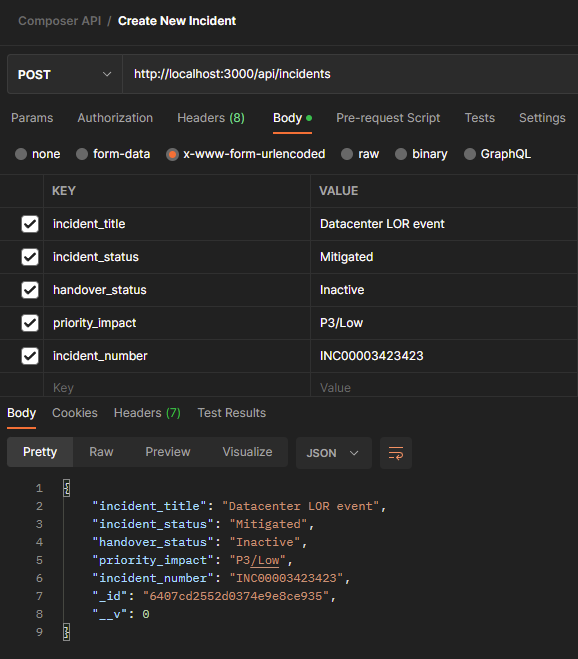 Composer API / Create New Incident
POST http://localhost:3000/api/incidents
Params Authorization Headers (8) Body Pre-request Script Tests Settings
none form-data x-www-form-urlencoded raw binary GraphQL
KEY VALUE
incident_title Datacenter LOR event
incident_status Mitigated
handover_status Inactive
priority_impact P3/Low
incident_number INC00003423423
Key Value
Body Cookies Headers (7) Test Results
Pretty Raw Preview Visualize JSON
1 {
2 "incident_title": "Datacenter LOR event",
3 "incident_status": "Mitigated",
4 "handover_status": "Inactive",
5 "priority_impact": "P3/Low",
6 "incident_number": "INC00003423423",
7 "_id": "6407cd2552d0374e9e8ce935",
8 "__v": 0
9 }